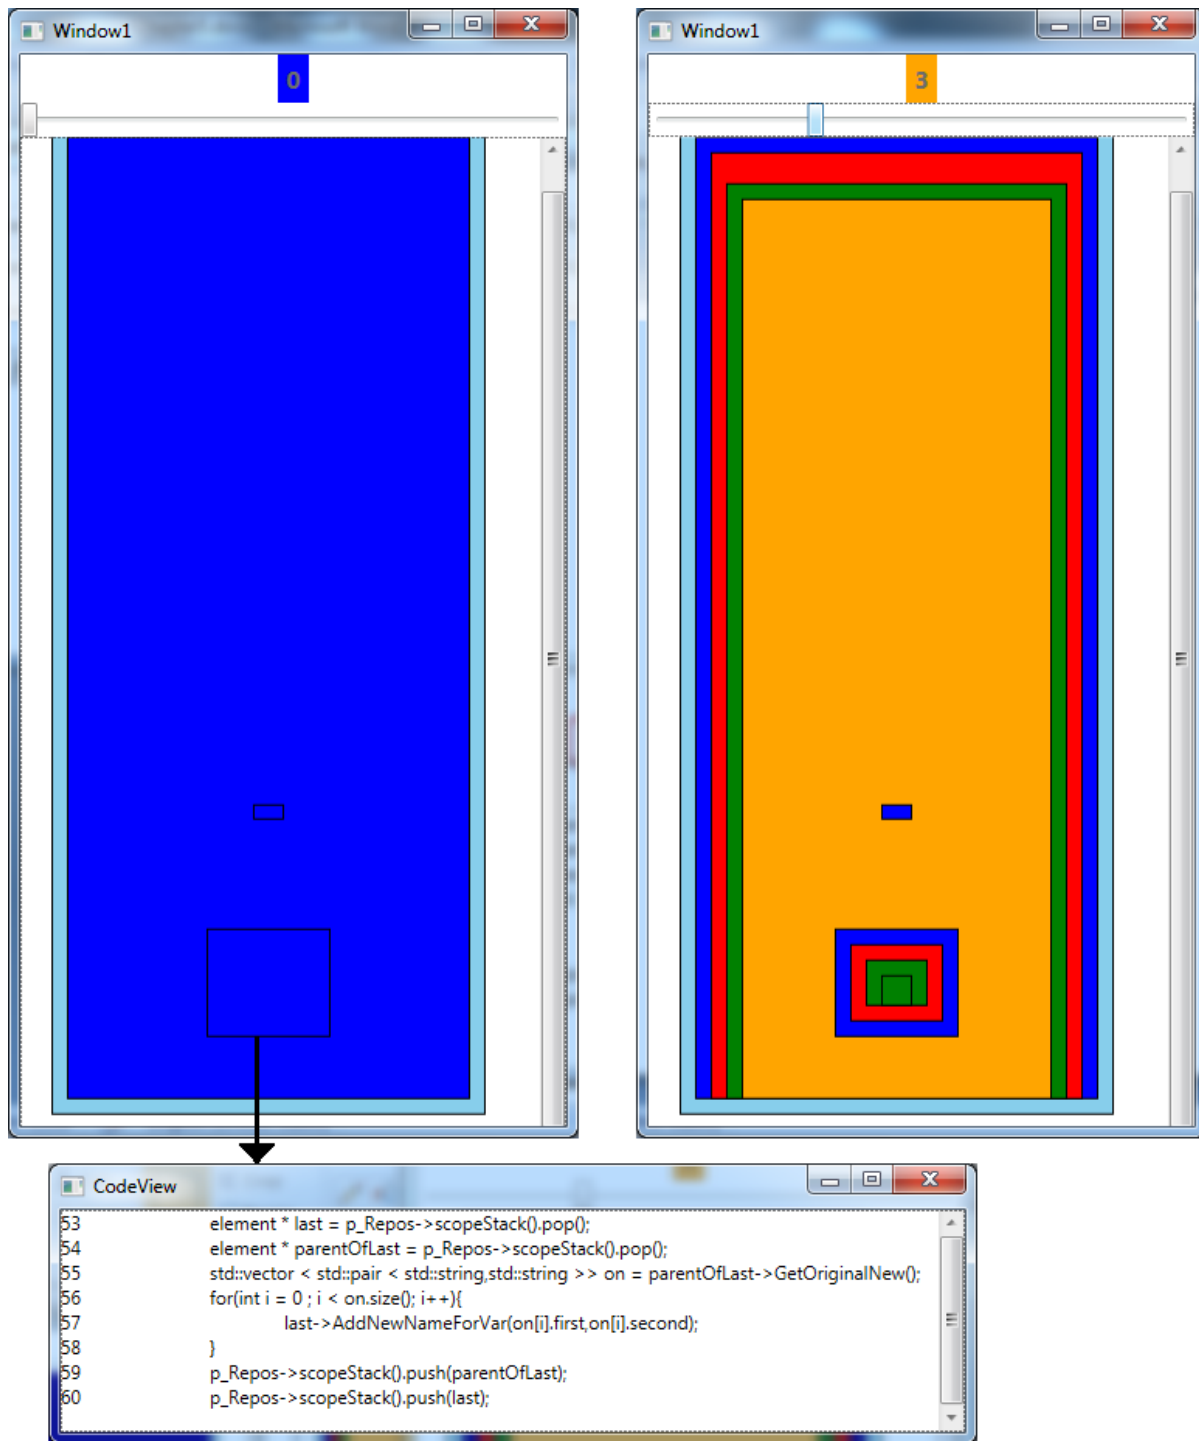 Window1
0
Window1
3
CodeView
53 element * last = p_Repos->scopeStack().pop();
54 element * parentOfLast = p_Repos->scopeStack().pop();
55 std::vector < std::pair < std::string,std::string >> on = parentOfLast->GetOriginalNew();
56 for(int i = 0 ; i < on.size(); i++){
57 last->AddNewNameForVar(on[i].first,on[i].second);
58 }
59 p_Repos->scopeStack().push(parentOfLast);
60 p_Repos->scopeStack().push(last);